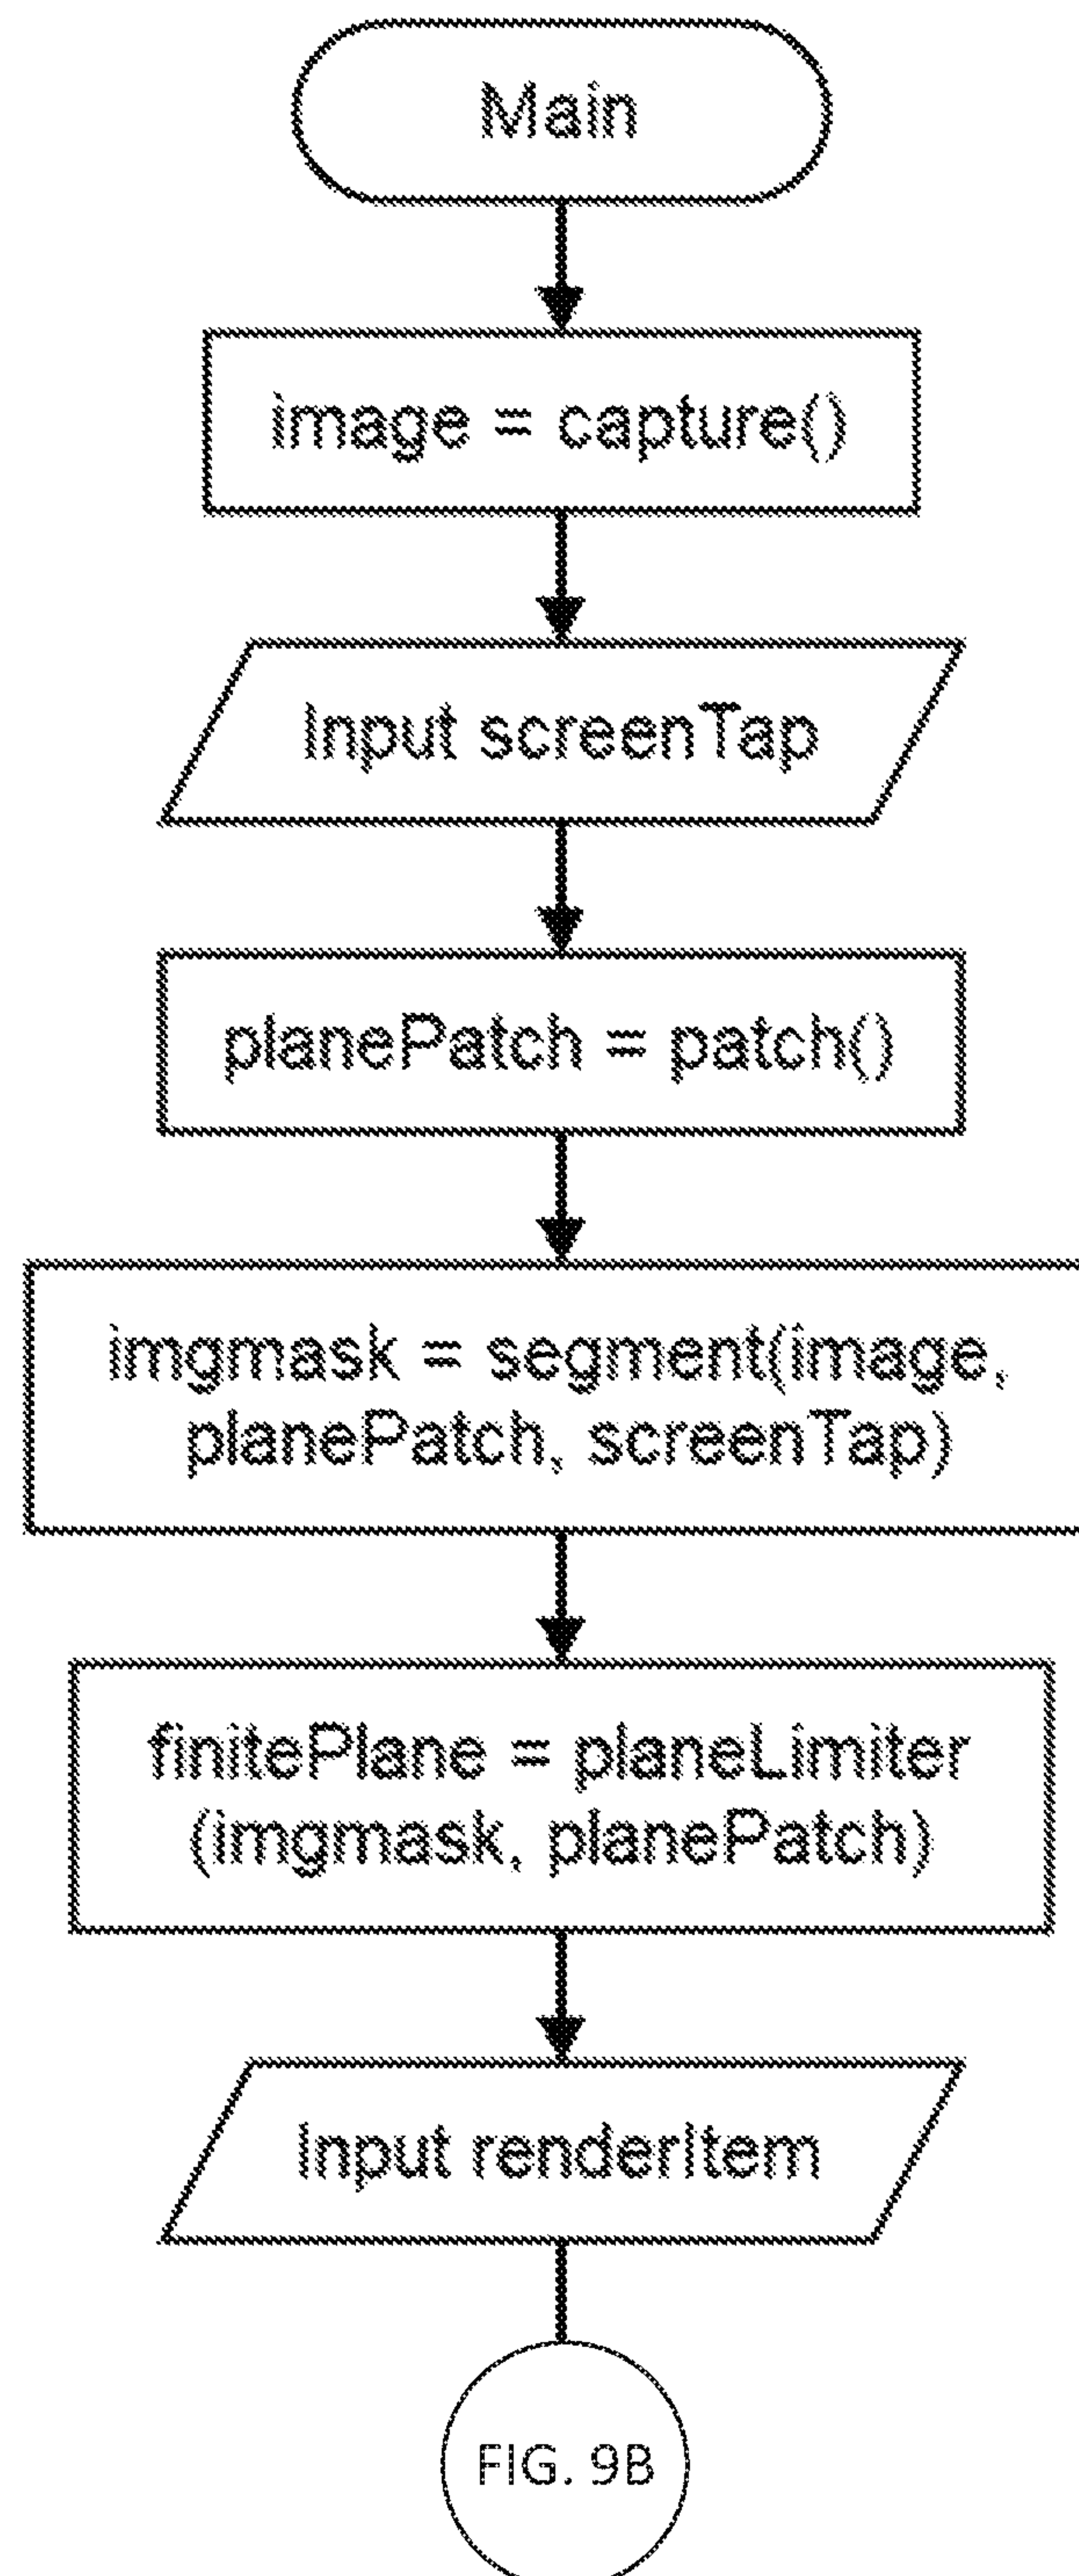 Main
image = capture()
Input screenTap
planePatch = patch()
imgmask = segment(image,
planePatch, screenTap)
finitePlane = planeLimiter
(imgmask, planePatch)
Input renderItem
FIG. 9B